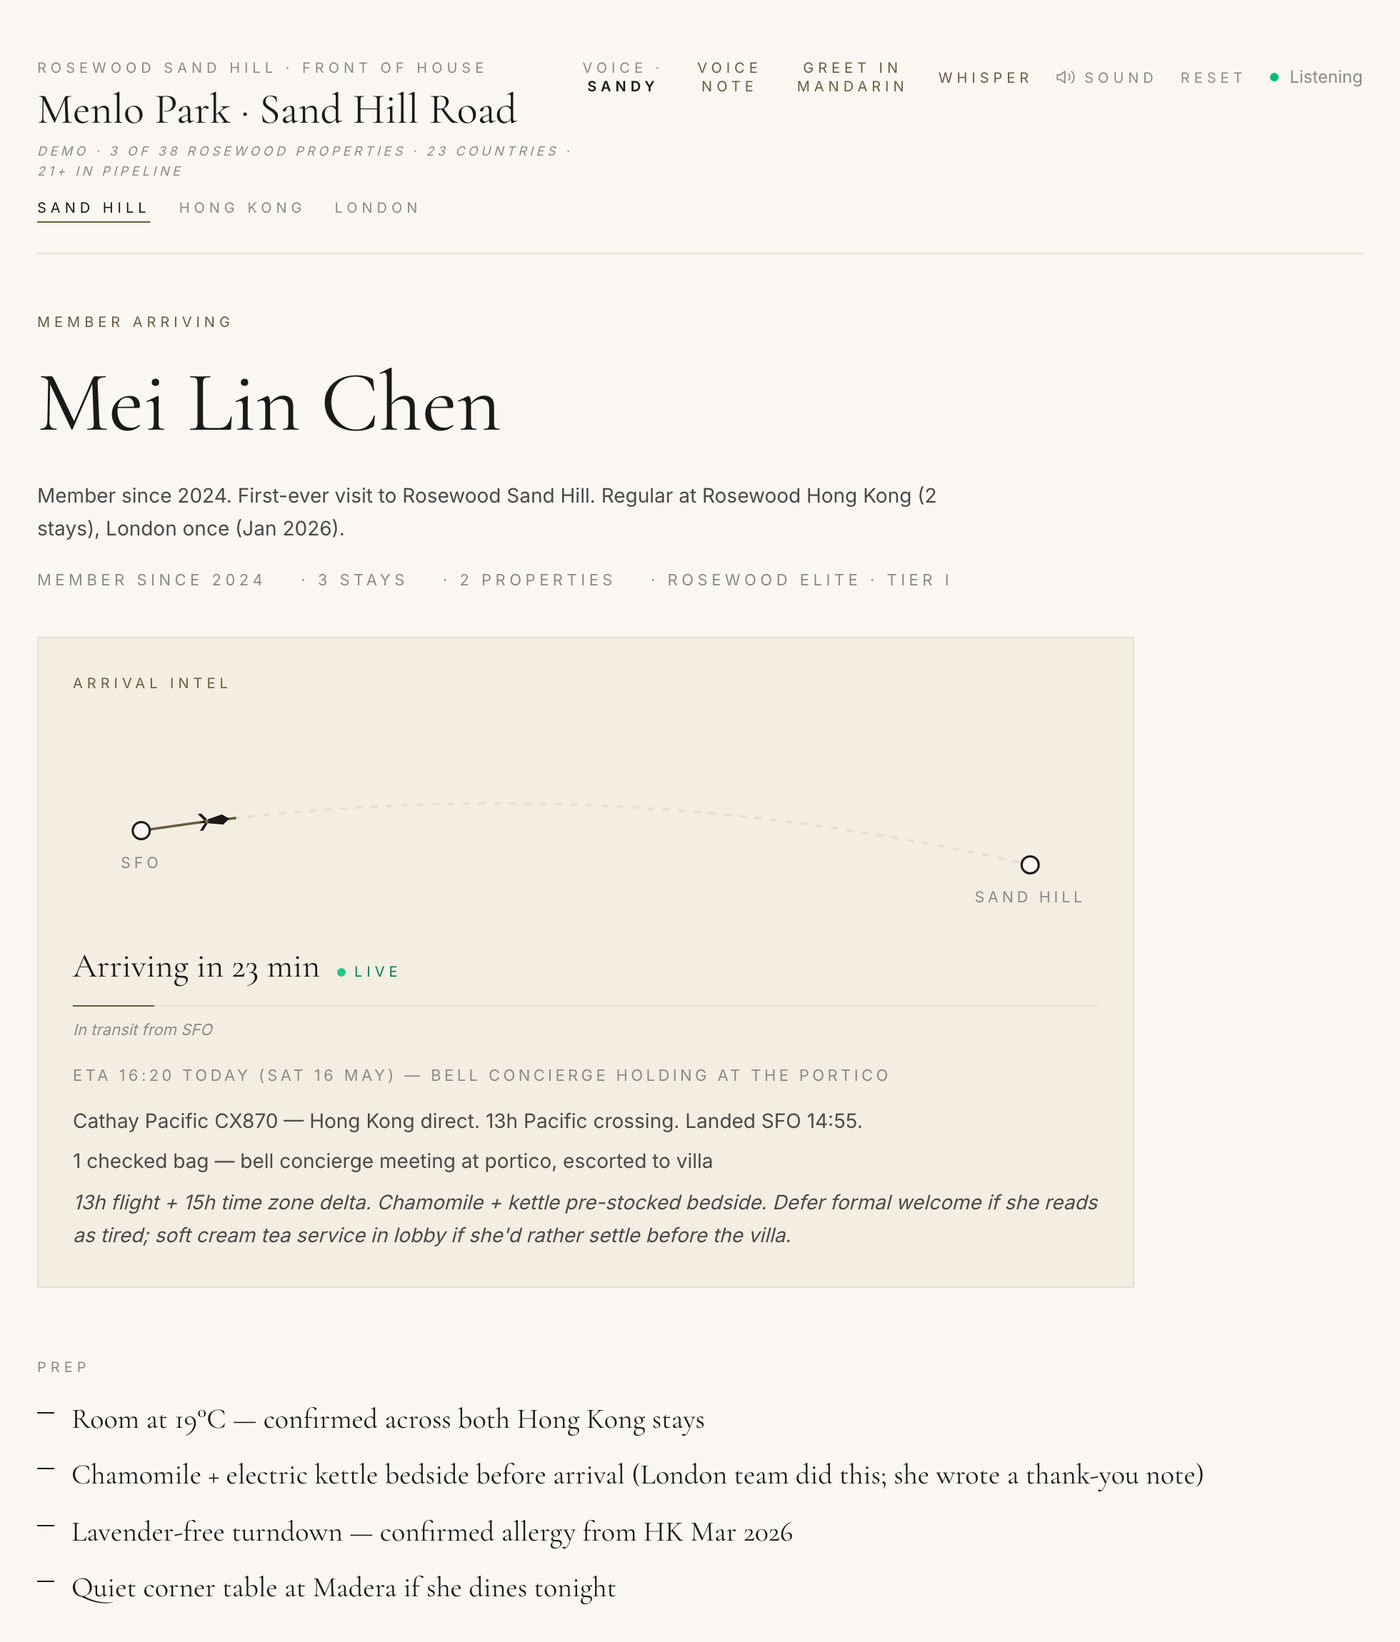 ROSEWOOD SAND HILL · FRONT OF HOUSE
Menlo Park · Sand Hill Road
DEMO · 3 OF 38 ROSEWOOD PROPERTIES · 23 COUNTRIES ·
21+ IN PIPELINE
VOICE ·
SANDY
VOICE
NOTE
GREET IN
MANDARIN
WHISPER
SOUND
RESET
Listening
SAND HILL
HONG KONG
LONDON
MEMBER ARRIVING
Mei Lin Chen
Member since 2024. First-ever visit to Rosewood Sand Hill. Regular at Rosewood Hong Kong (2
stays), London once (Jan 2026).
MEMBER SINCE 2024 · 3 STAYS · 2 PROPERTIES · ROSEWOOD ELITE · TIER I
ARRIVAL INTEL
SFO
SAND HILL
Arriving in 23 min
LIVE
In transit from SFO
ETA 16:20 TODAY (SAT 16 MAY) — BELL CONCIERGE HOLDING AT THE PORTICO
Cathay Pacific CX870 — Hong Kong direct. 13h Pacific crossing. Landed SFO 14:55.
1 checked bag — bell concierge meeting at portico, escorted to villa
13h flight + 15h time zone delta. Chamomile + kettle pre-stocked bedside. Defer formal welcome if she reads
as tired; soft cream tea service in lobby if she'd rather settle before the villa.
PREP
— Room at 19°C — confirmed across both Hong Kong stays
— Chamomile + electric kettle bedside before arrival (London team did this; she wrote a thank-you note)
— Lavender-free turndown — confirmed allergy from HK Mar 2026
— Quiet corner table at Madera if she dines tonight